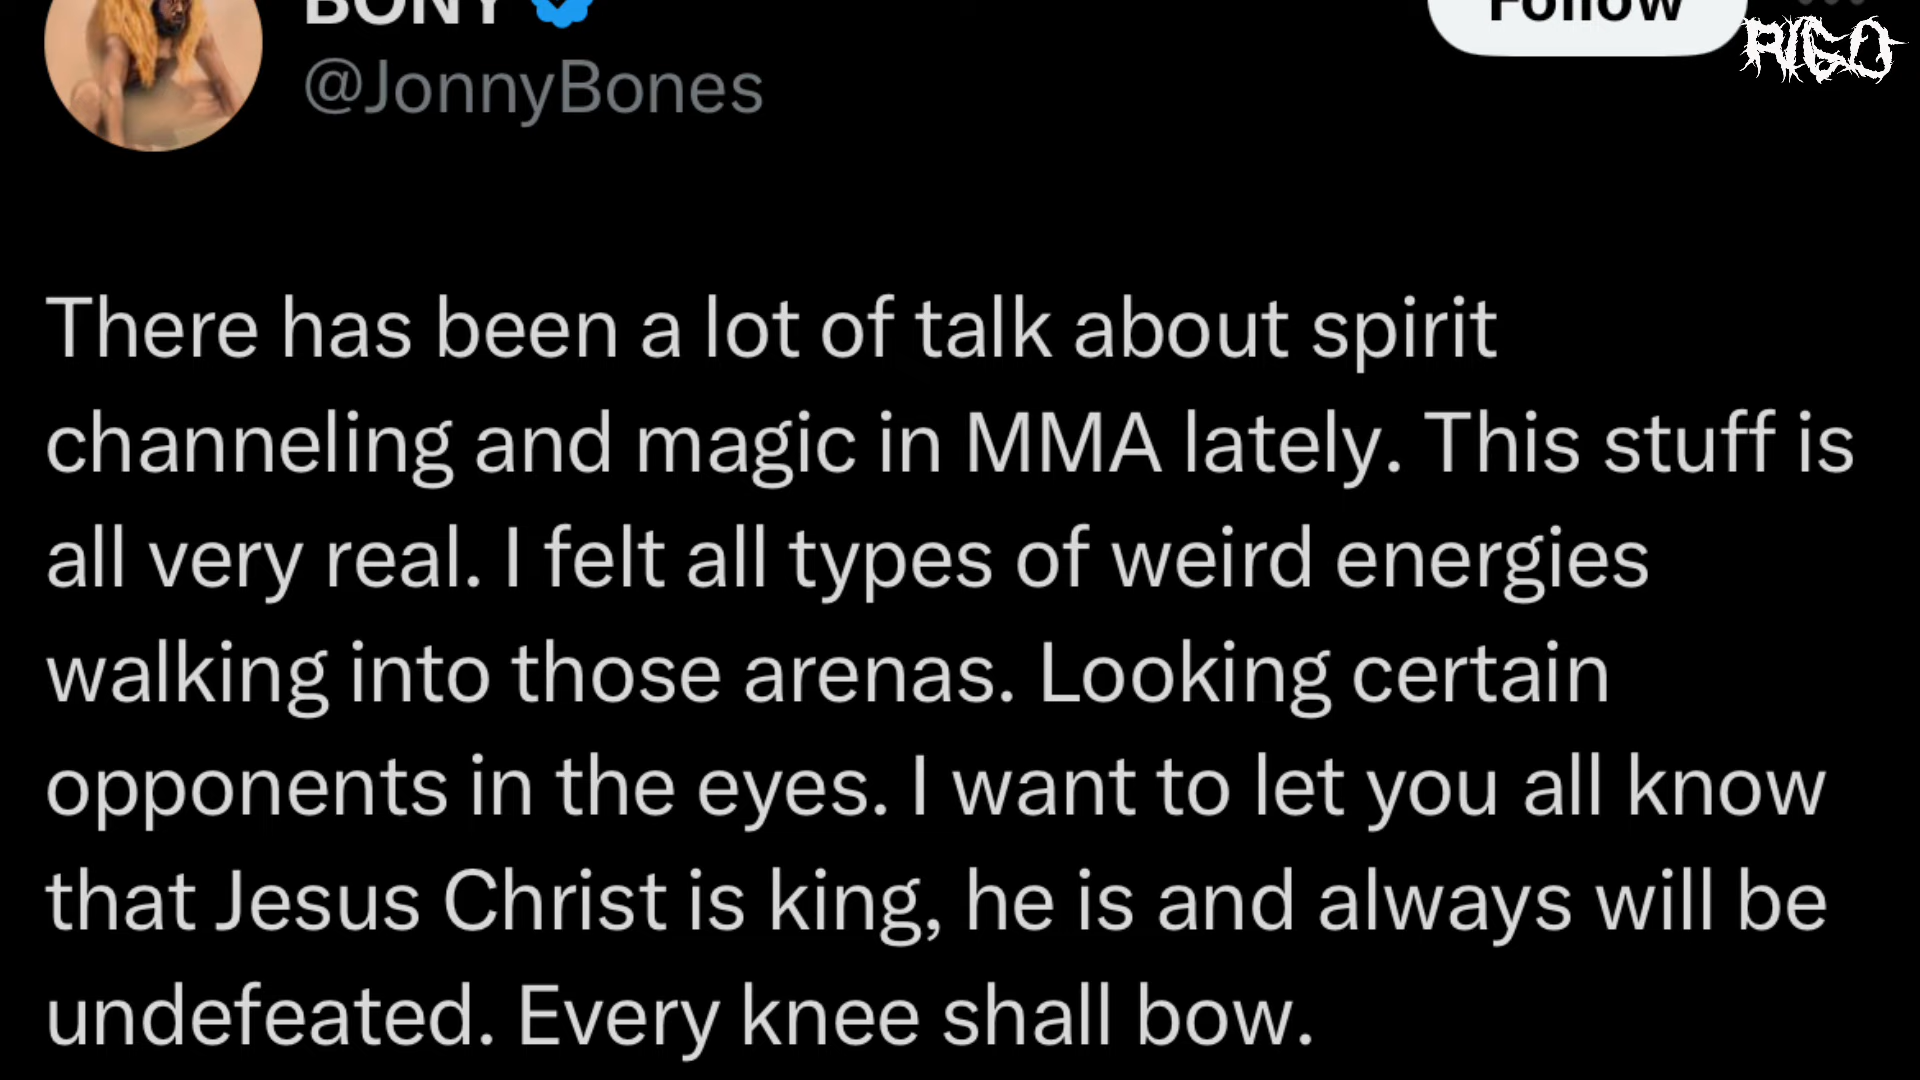 BONY
Follow
RIGO
@JonnyBones
There has been a lot of talk about spirit
channeling and magic in MMA lately. This stuff is
all very real. I felt all types of weird energies
walking into those arenas. Looking certain
opponents in the eyes. I want to let you all know
that Jesus Christ is king, he is and always will be
undefeated. Every knee shall bow.